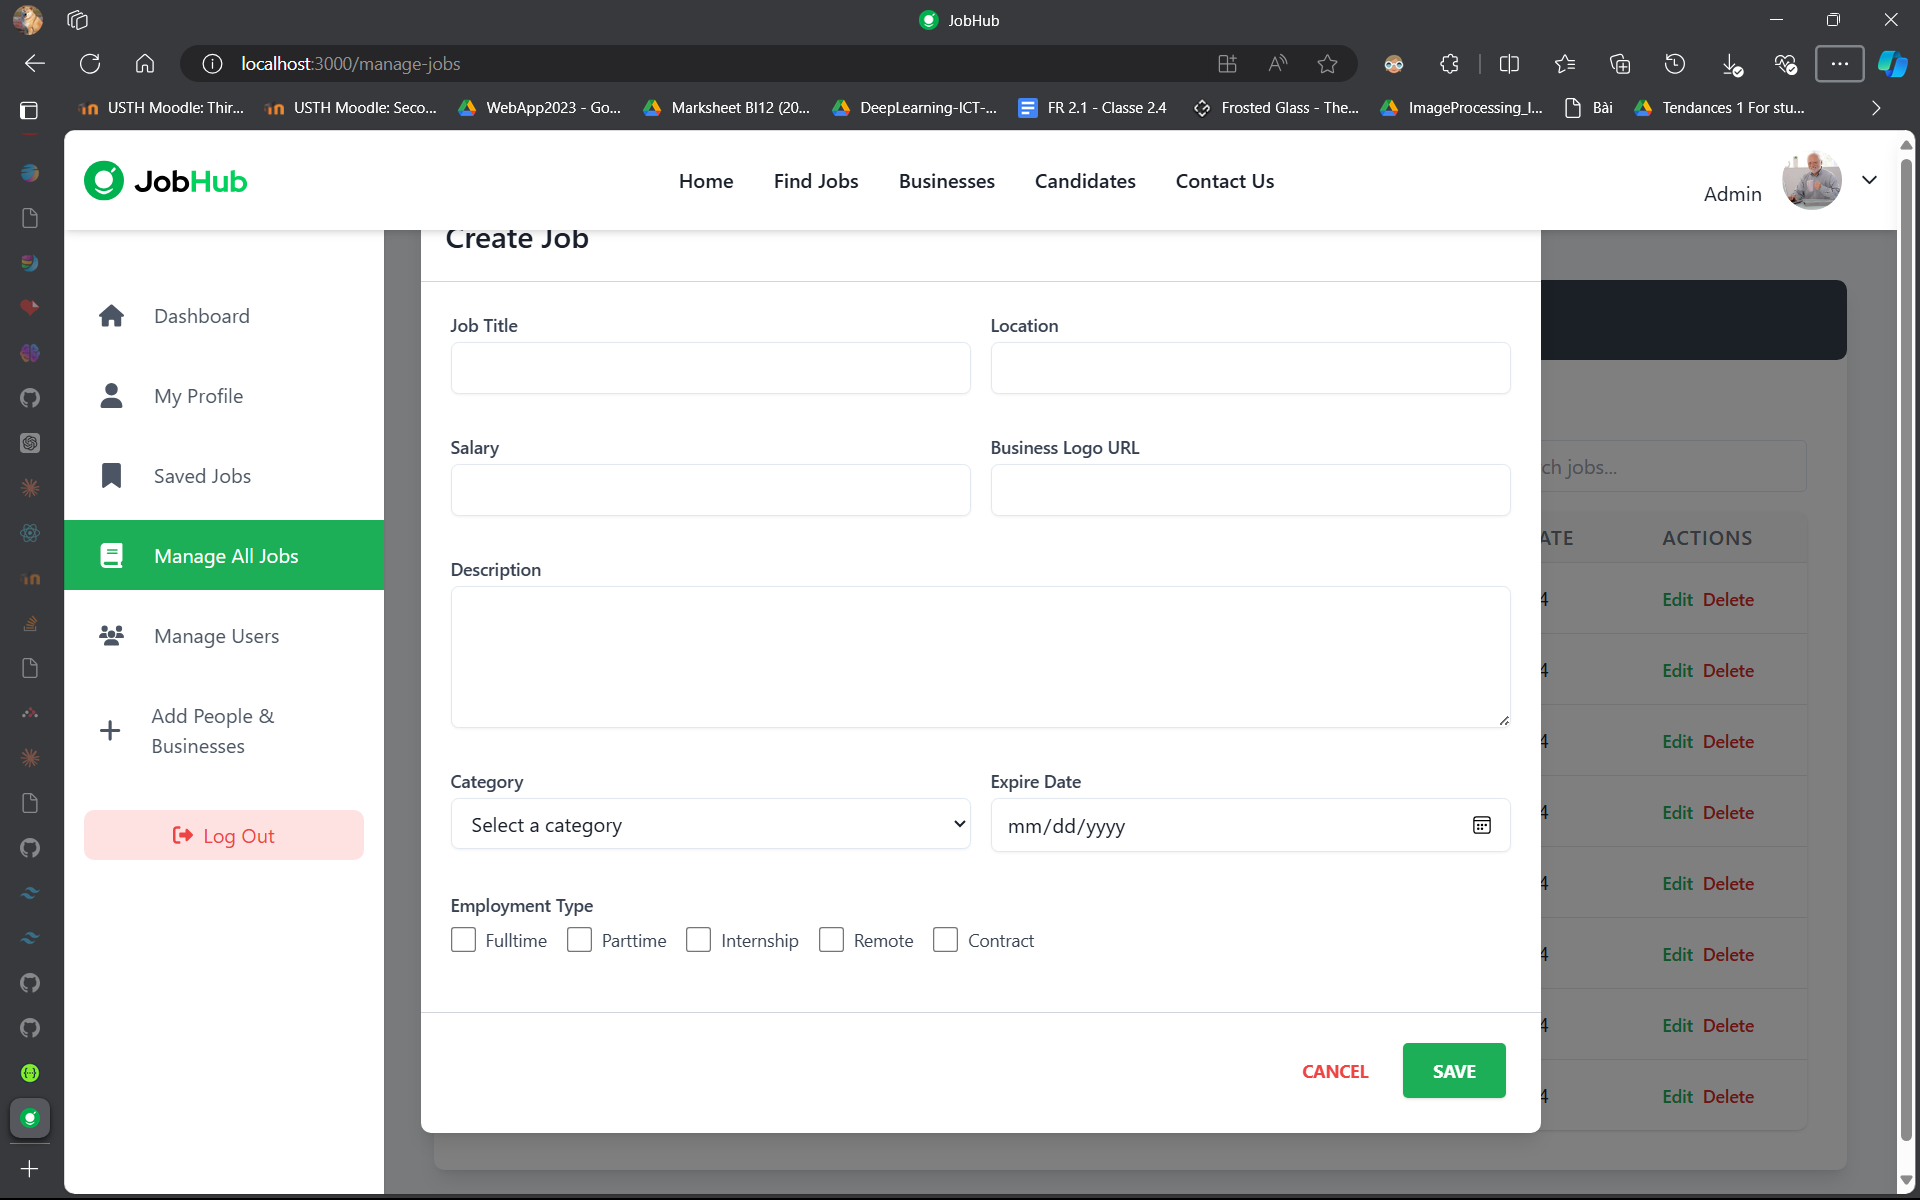 JobHub
localhost:3000/manage-jobs
USTH Moodle: Thir...
USTH Moodle: Seco...
WebApp2023 - Go...
Marksheet BI12 (20...
DeepLearning-ICT-...
FR 2.1 - Classe 2.4
Frosted Glass - The...
ImageProcessing_I...
Bài
Tendances 1 For stu...
JobHub
Home
Find Jobs
Businesses
Candidates
Contact Us
Admin
Dashboard
My Profile
Saved Jobs
Manage All Jobs
Manage Users
Add People &
Businesses
Log Out
Create Job
Job Title
Location
Salary
Business Logo URL
Description
Category
Expire Date
Select a category
mm/dd/yyyy
Employment Type
Fulltime
Parttime
Internship
Remote
Contract
CANCEL
SAVE
ch jobs...
ATE
ACTIONS
4 Edit Delete
4 Edit Delete
4 Edit Delete
4 Edit Delete
4 Edit Delete
4 Edit Delete
4 Edit Delete
4 Edit Delete